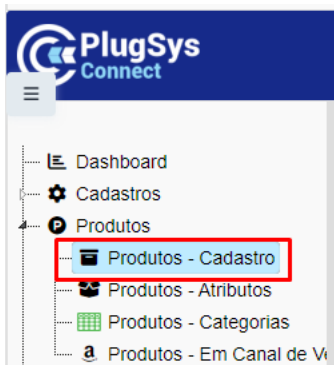 PlugSys
Connect
Dashboard
Cadastros
Produtos
Produtos - Cadastro
Produtos - Atributos
Produtos - Categorias
Produtos - Em Canal de